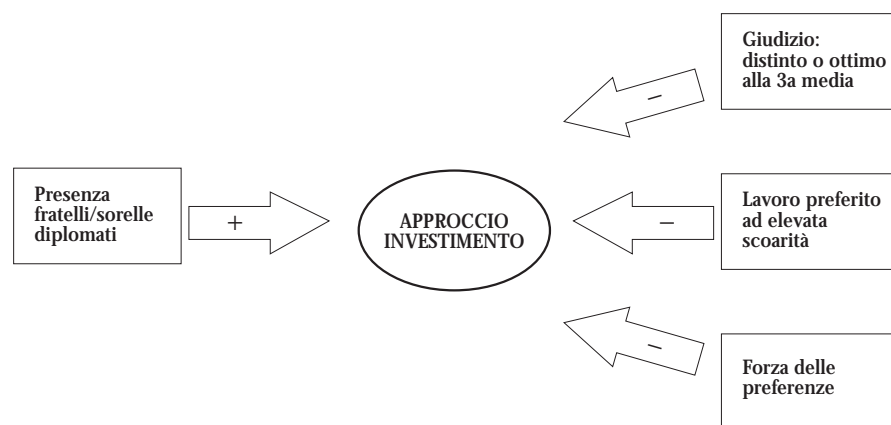 Giudizio:
distinto o ottimo
alla 3a media
–
Presenza
fratelli/sorelle
diplomati
+
APPROCCIO
INVESTIMENTO
–
Lavoro preferito
ad elevata
scoarità
–
Forza delle
preferenze